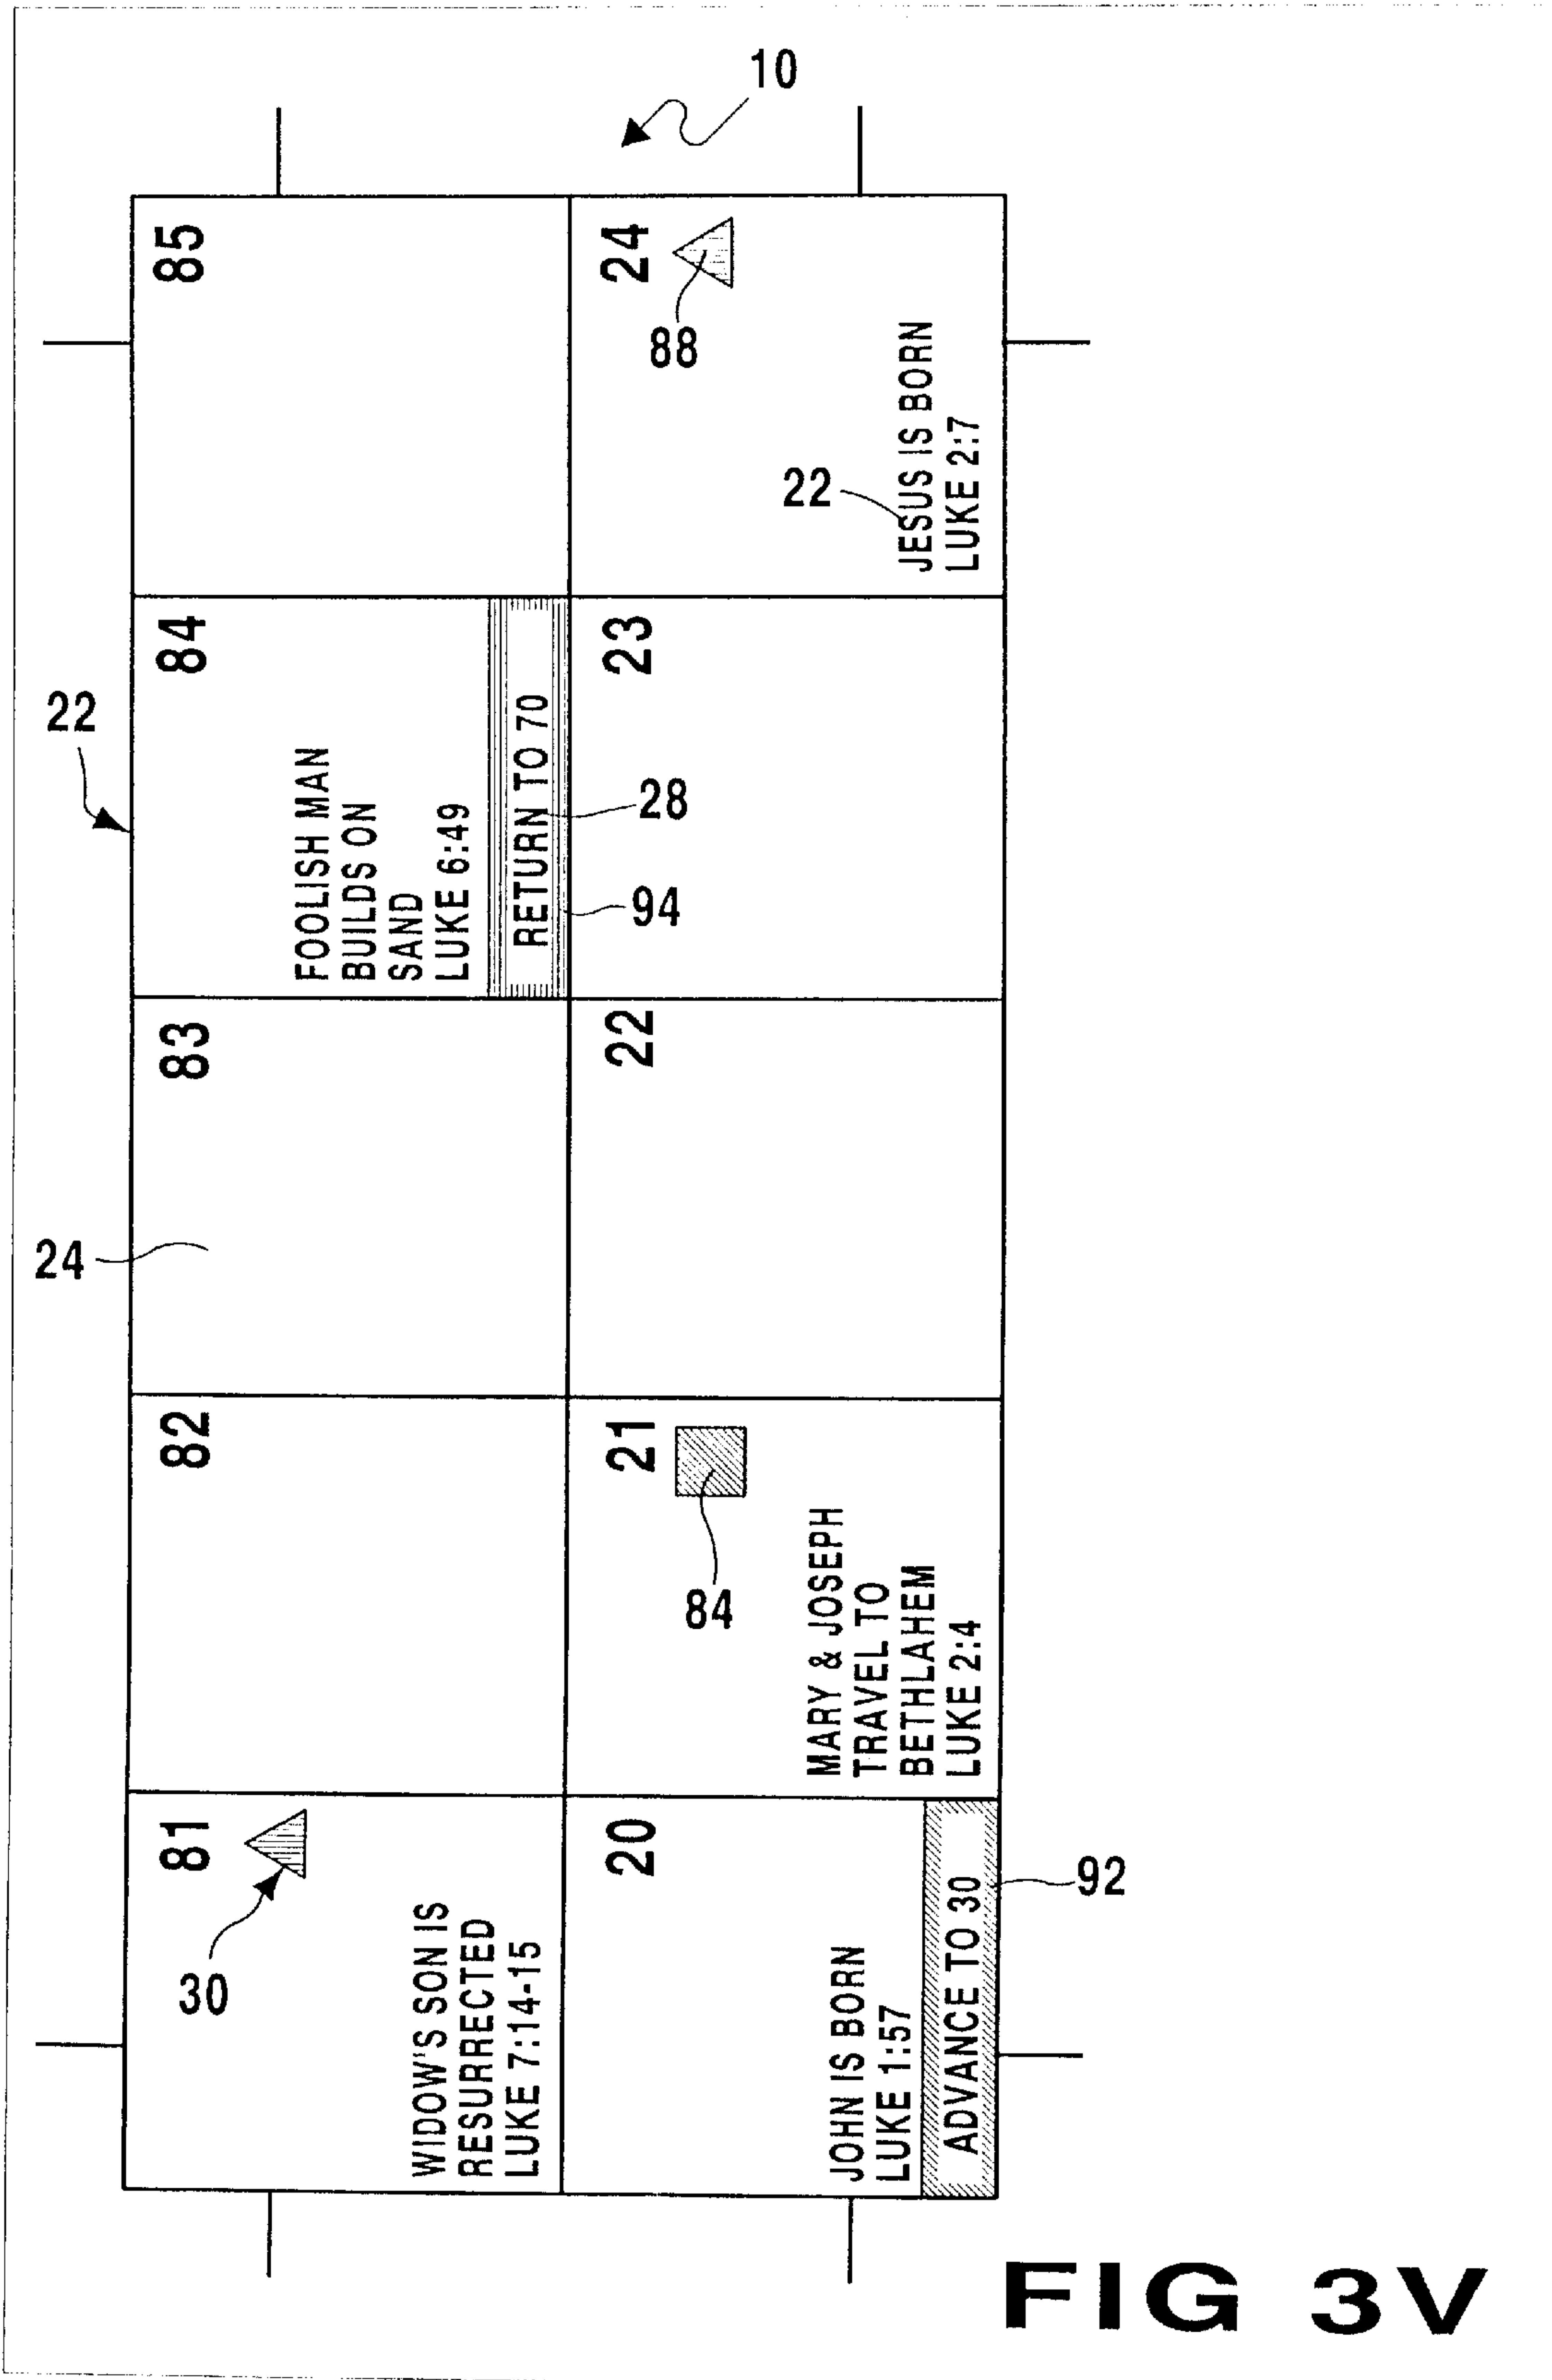 10
22
24
81
30
WIDOW'S SON IS
RESURRECTED
LUKE 7:14-15
82
83
84
FOOLISH MAN
BUILDS ON
SAND
LUKE 6:49
RETURN TO 70
28
94
85
20
JOHN IS BORN
LUKE 1:57
ADVANCE TO 30
92
21
84
MARY & JOSEPH
TRAVEL TO
BETHLAHEM
LUKE 2:4
22
23
24
88
22
JESUS IS BORN
LUKE 2:7
FIG 3V